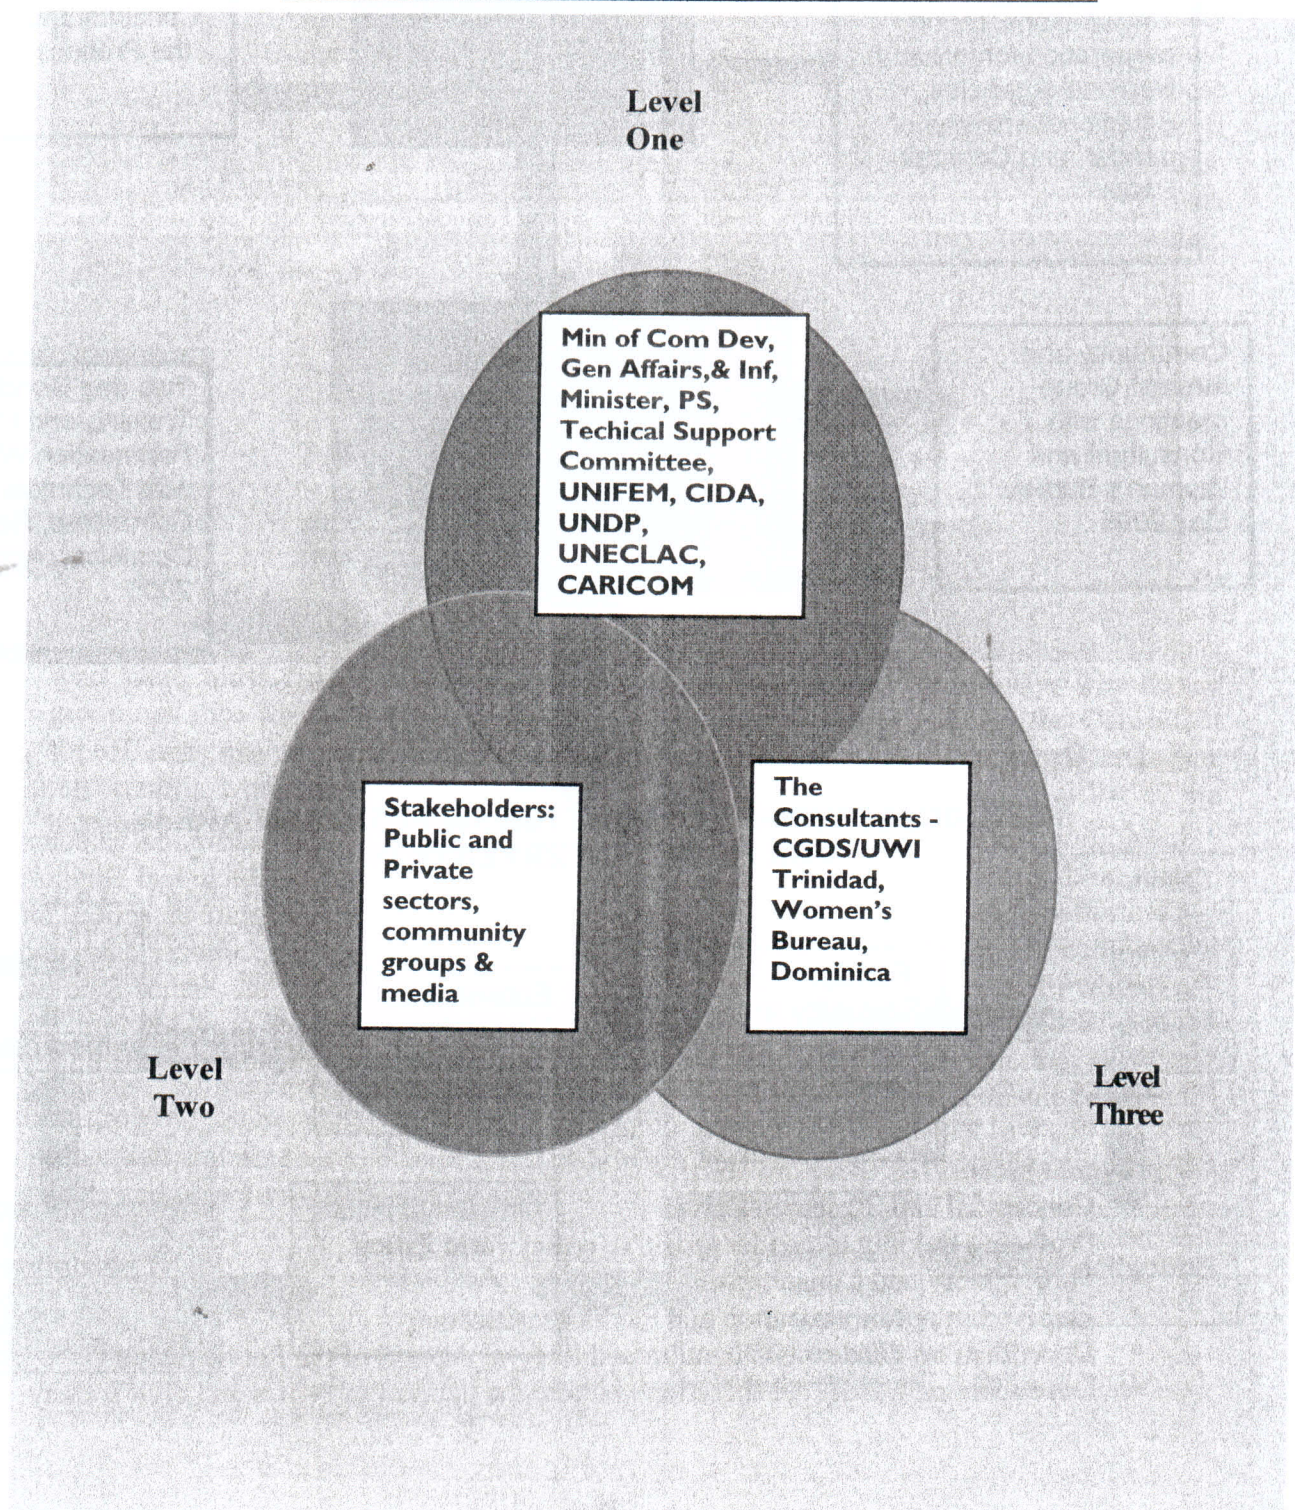 Level
One
Min of Com Dev,
Gen Affairs,& Inf,
Minister, PS,
Techical Support
Committee,
UNIFEM, CIDA,
UNDP,
UNECLAC,
CARICOM
Stakeholders:
Public and
Private
sectors,
community
groups &
media
The
Consultants -
CGDS/UWI
Trinidad,
Women's
Bureau,
Dominica
Level
Two
Level
Three